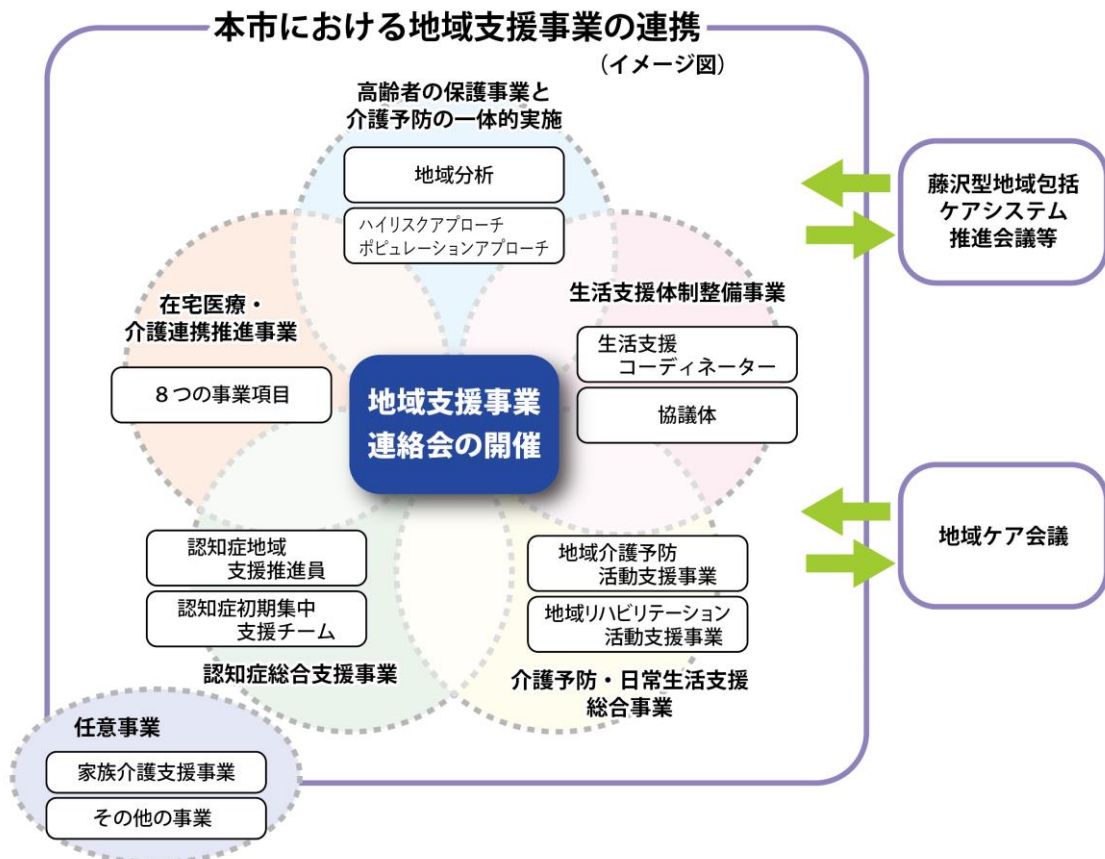 本市における地域支援事業の連携
（イメージ図）
高齢者の保護事業と
介護予防の一体的実施
地域分析
ハイリスクアプローチ
ポピュレーションアプローチ
藤沢型地域包括
ケアシステム
推進会議等
在宅医療・
介護連携推進事業
８つの事業項目
生活支援体制整備事業
生活支援
コーディネーター
協議体
地域支援事業
連絡会の開催
認知症地域
支援推進員
認知症初期集中
支援チーム
認知症総合支援事業
地域介護予防
活動支援事業
地域リハビリテーション
活動支援事業
介護予防・日常生活支援
総合事業
地域ケア会議
任意事業
家族介護支援事業
その他の事業